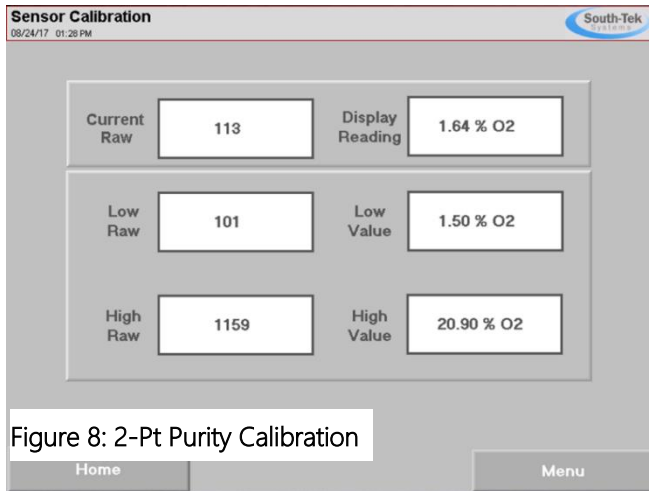 Sensor Calibration
08/24/17 01:28 PM
South-Tek
Systems
Current
Raw
113
Display
Reading
1.64 % O2
Low
Raw
101
Low
Value
1.50 % O2
High
Raw
1159
High
Value
20.90 % O2
Figure 8: 2-Pt Purity Calibration
Home
Menu